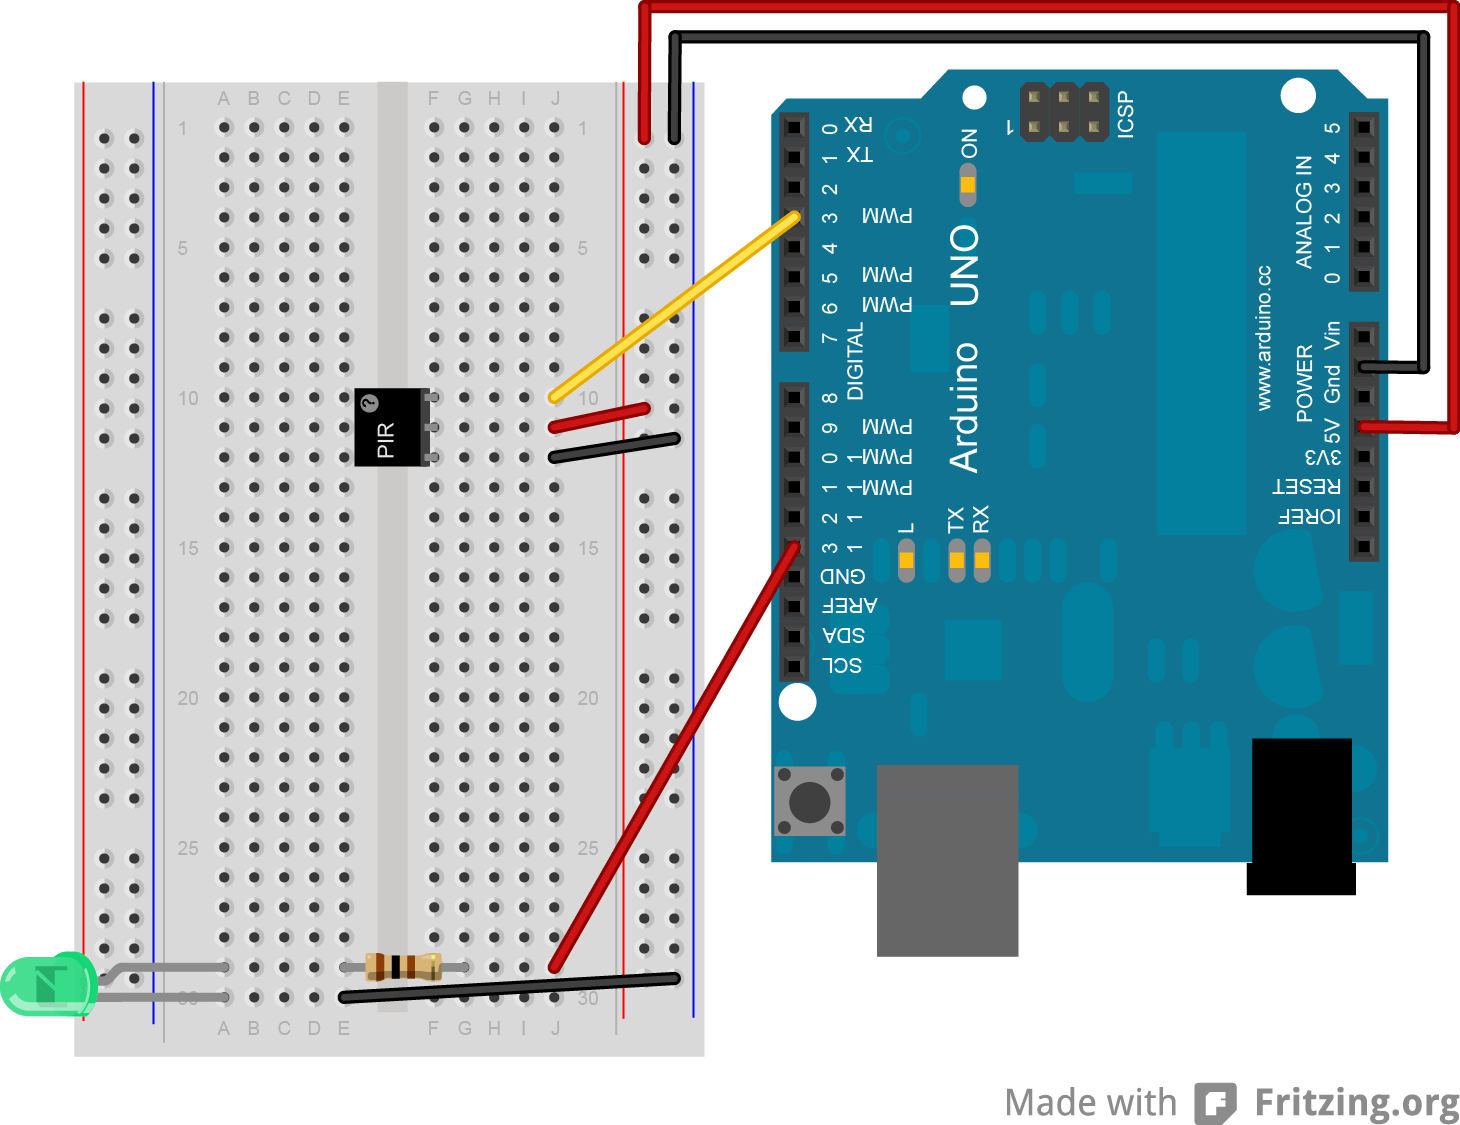 A B C D E F G H I J
1 1
5 5
10 10
15 15
20 20
25 25
30 30
A B C D E F G H I J
PIR
?
0 RX
1 TX
2
3 PWM
4
5 PWM
6 PWM
7
DIGITAL
8
9 PWM
10 PWM
11 PWM
12
13
GND
AREF
SDA
SCL
ON
1
ICSP
Arduino UNO
L
TX
RX
www.arduino.cc
ANALOG IN
5
4
3
2
1
0
POWER
Vin
Gnd
5V
3V3
RESET
IOREF
Made with Fritzing.org